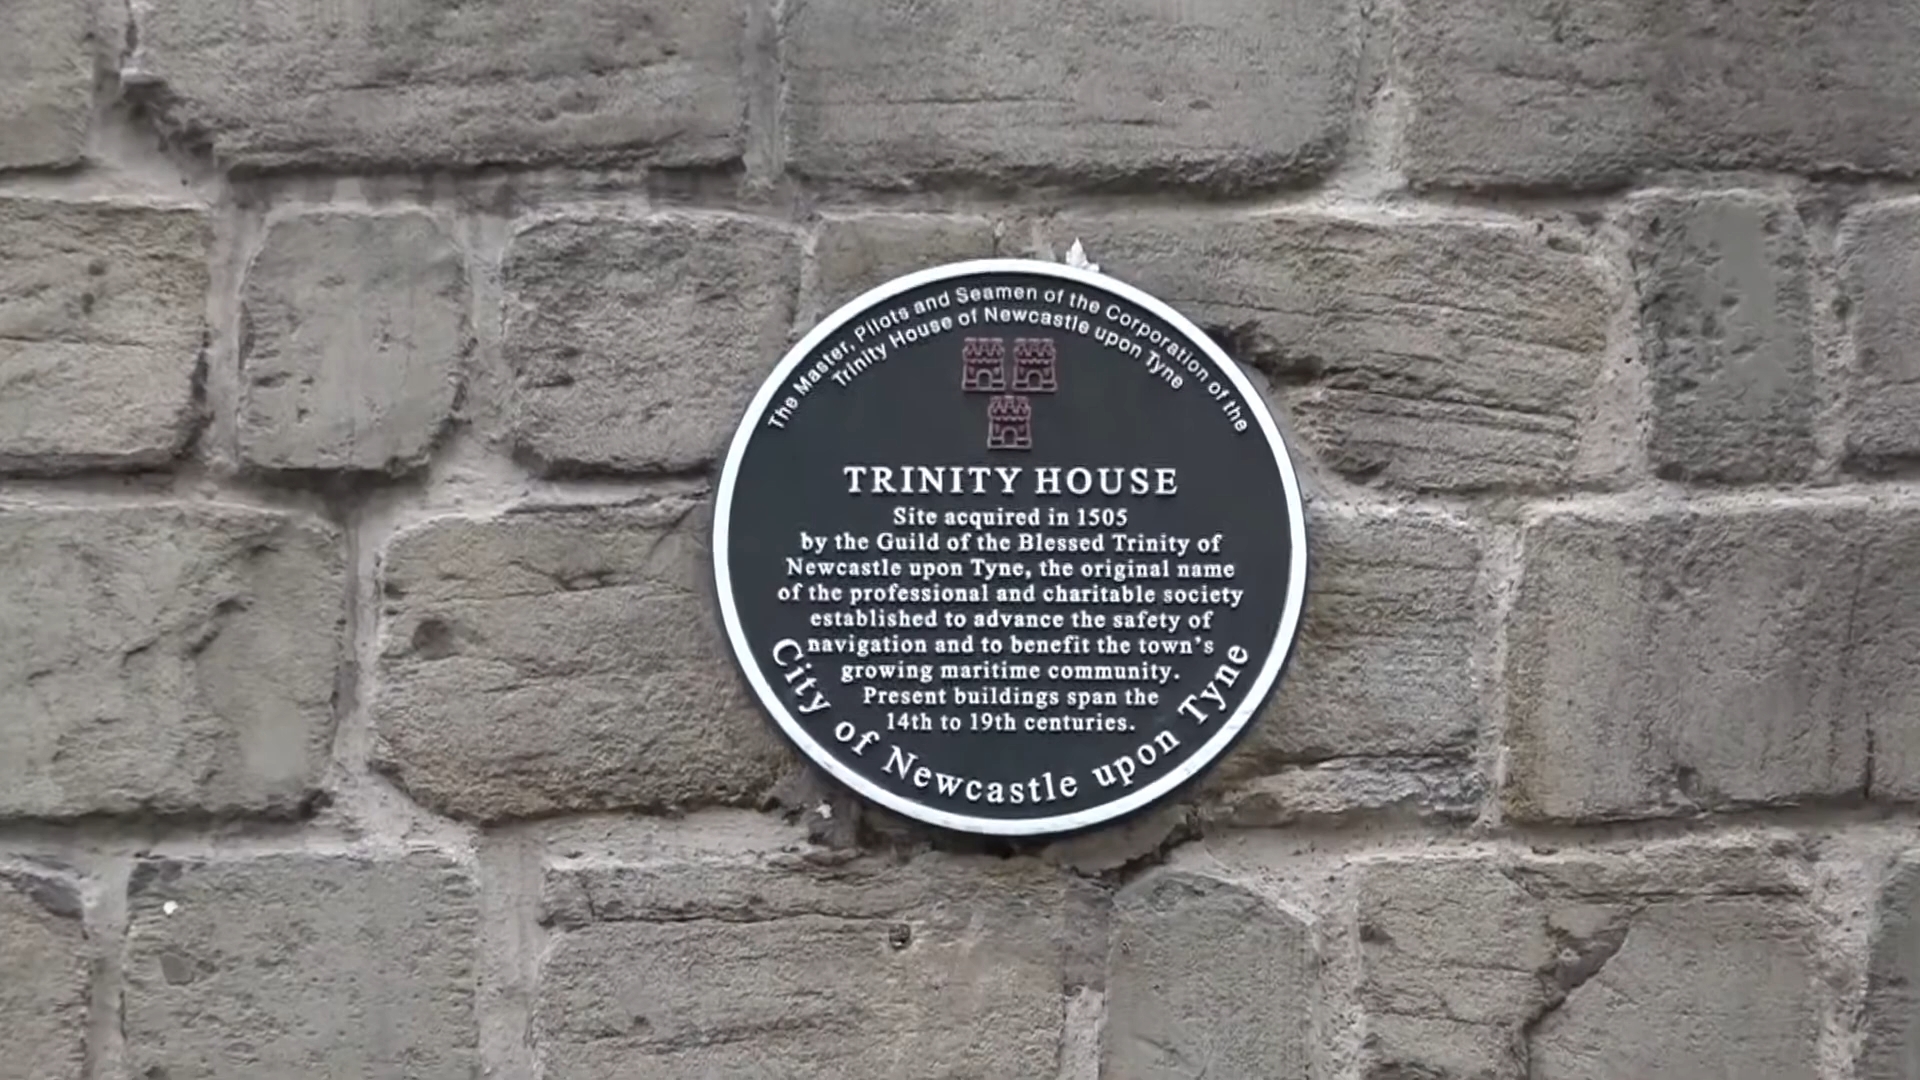 The Master, Pilots and Seamen of the Corporation of the
Trinity House of Newcastle upon Tyne
TRINITY HOUSE
Site acquired in 1505
by the Guild of the Blessed Trinity of
Newcastle upon Tyne, the original name
of the professional and charitable society
established to advance the safety of
navigation and to benefit the town's
growing maritime community.
Present buildings span the
14th to 19th centuries.
City of Newcastle upon Tyne